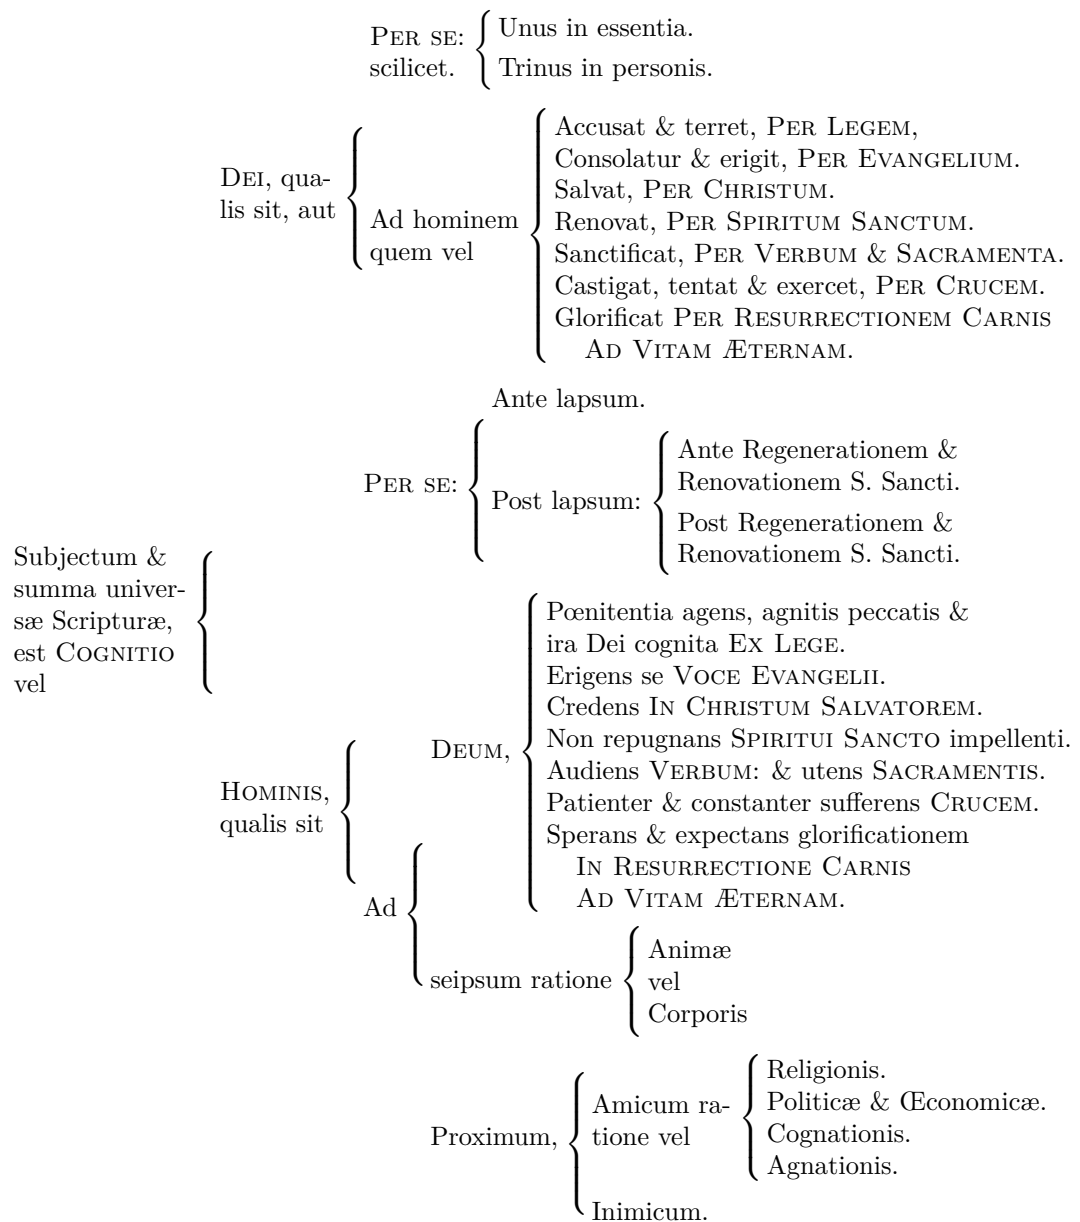 PER SE:
scilicet.
Unus in essentia.
Trinus in personis.
DEI, qua-
lis sit, aut
Ad hominem
quem vel
Accusat & terret, PER LEGEM,
Consolatur & erigit, PER EVANGELIUM.
Salvat, PER CHRISTUM.
Renovat, PER SPIRITUM SANCTUM.
Sanctificat, PER VERBUM & SACRAMENTA.
Castigat, tentat & exercet, PER CRUCEM.
Glorificat PER RESURRECTIONEM CARNIS
AD VITAM ÆTERNAM.
Subjectum &
summa univer-
sæ Scripturæ,
est COGNITIO
vel
PER SE:
Ante lapsum.
Post lapsum:
Ante Regenerationem &
Renovationem S. Sancti.
Post Regenerationem &
Renovationem S. Sancti.
HOMINIS,
qualis sit
Ad
DEUM,
Pœnitentia agens, agnitis peccatis &
ira Dei cognita EX LEGE.
Erigens se VOCE EVANGELII.
Credens IN CHRISTUM SALVATOREM.
Non repugnans SPIRITUI SANCTO impellenti.
Audiens VERBUM: & utens SACRAMENTIS.
Patienter & constanter sufferens CRUCEM.
Sperans & expectans glorificationem
IN RESURRECTIONE CARNIS
AD VITAM ÆTERNAM.
seipsum ratione
Animæ
vel
Corporis
Proximum,
Amicum ra-
tione vel
Religionis.
Politicæ & Œconomicæ.
Cognationis.
Agnationis.
Inimicum.